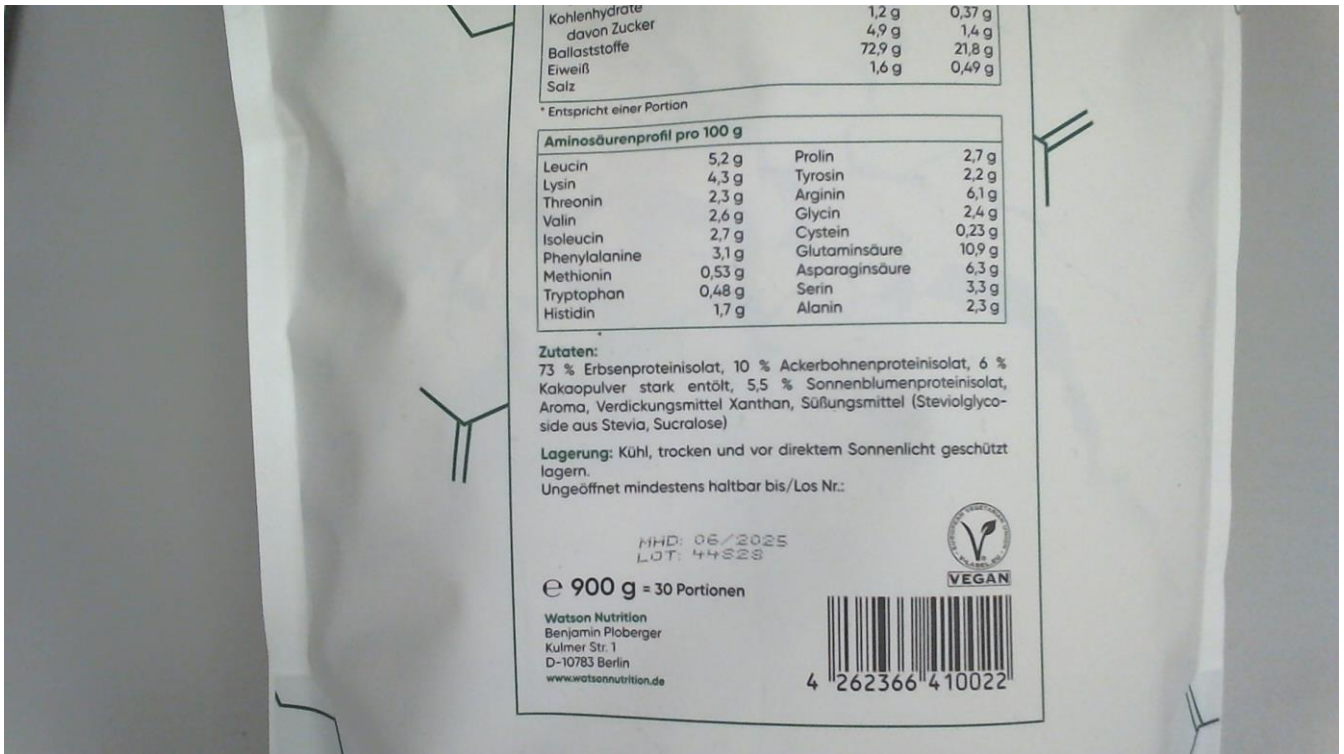 Kohlenhydrate
davon Zucker 1,2 g 0,37 g
Ballaststoffe 4,9 g 1,4 g
Eiweiß 72,9 g 21,8 g
Salz 1,6 g 0,49 g
* Entspricht einer Portion
Aminosäurenprofil pro 100 g
Leucin 5,2 g Prolin 2,7 g
Lysin 4,3 g Tyrosin 2,2 g
Threonin 2,3 g Arginin 6,1 g
Valin 2,6 g Glycin 2,4 g
Isoleucin 2,7 g Cystein 0,23 g
Phenylalanine 3,1 g Glutaminsäure 10,9 g
Methionin 0,53 g Asparaginsäure 6,3 g
Tryptophan 0,48 g Serin 3,3 g
Histidin 1,7 g Alanin 2,3 g
Zutaten:
73 % Erbsenproteinisolat, 10 % Ackerbohnenproteinisolat, 6 %
Kakaopulver stark entölt, 5,5 % Sonnenblumenproteinisolat,
Aroma, Verdickungsmittel Xanthan, Süßungsmittel (Steviolglyco-
side aus Stevia, Sucralose)
Lagerung: Kühl, trocken und vor direktem Sonnenlicht geschützt
lagern.
Ungeöffnet mindestens haltbar bis/Los Nr.:
MHD: 06/2025
LOT: 44828
e 900 g = 30 Portionen
Watson Nutrition
Benjamin Ploberger
Kulmer Str. 1
D-10783 Berlin
www.watsonnutrition.de
VEGAN
4 262366 410022